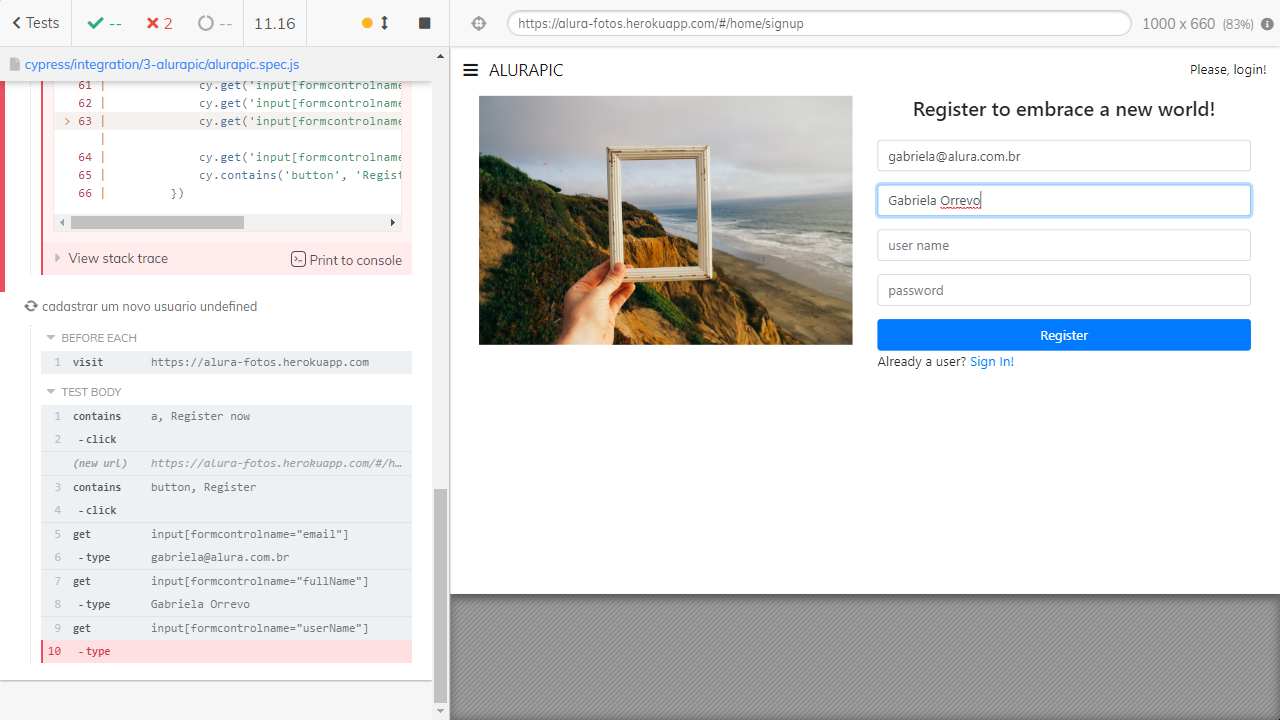 Tests
--
2
--
11.16
https://alura-fotos.herokuapp.com/#/home/signup
1000 x 660 (83%)
cypress/integration/3-alurapic/alurapic.spec.js
61 | cy.get('input[formcontrolname
62 | cy.get('input[formcontrolname
> 63 | cy.get('input[formcontrolname
|
64 | cy.get('input[formcontrolname
65 | cy.contains('button', 'Regist
66 | })
View stack trace
Print to console
cadastrar um novo usuario undefined
BEFORE EACH
1 visit https://alura-fotos.herokuapp.com
TEST BODY
1 contains a, Register now
2 -click
(new url) https://alura-fotos.herokuapp.com/#/h…
3 contains button, Register
4 -click
5 get input[formcontrolname="email"]
6 -type gabriela@alura.com.br
7 get input[formcontrolname="fullName"]
8 -type Gabriela Orrevo
9 get input[formcontrolname="userName"]
10 -type
ALURAPIC
Please, login!
Register to embrace a new world!
gabriela@alura.com.br
Gabriela Orrevo
user name
password
Register
Already a user? Sign In!